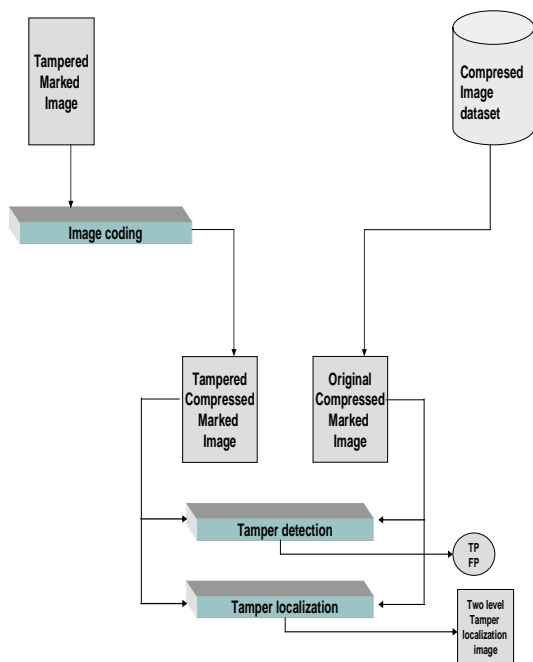 Tampered
Marked
Image
Compresed
Image
dataset
Image coding
Tampered
Compressed
Marked
Image
Original
Compressed
Marked
Image
Tamper detection
TP
FP
Tamper localization
Two level
Tamper
localization
image